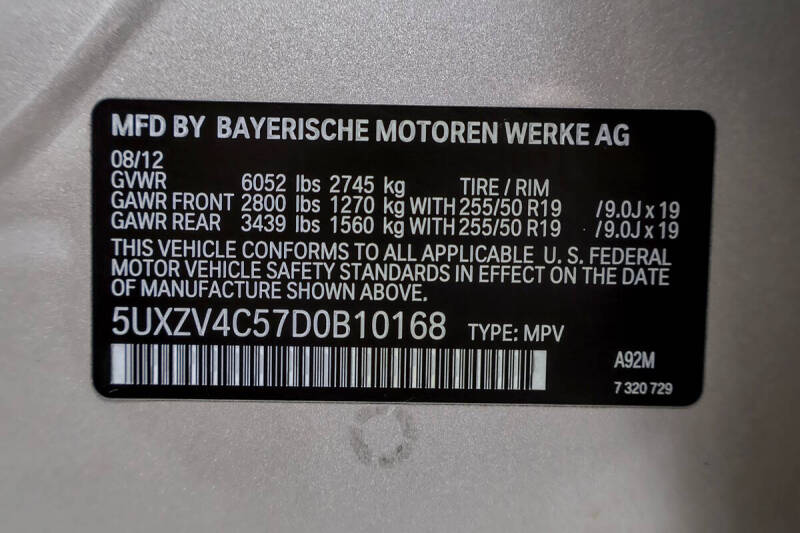 MFD BY BAYERISCHE MOTOREN WERKE AG
08/12
GVWR 6052 lbs 2745 kg TIRE / RIM
GAWR FRONT 2800 lbs 1270 kg WITH 255/50 R19 /9.0J x 19
GAWR REAR 3439 lbs 1560 kg WITH 255/50 R19 /9.0J x 19
THIS VEHICLE CONFORMS TO ALL APPLICABLE U. S. FEDERAL
MOTOR VEHICLE SAFETY STANDARDS IN EFFECT ON THE DATE
OF MANUFACTURE SHOWN ABOVE.
5UXZV4C57D0B10168 TYPE: MPV
A92M
7 320 729